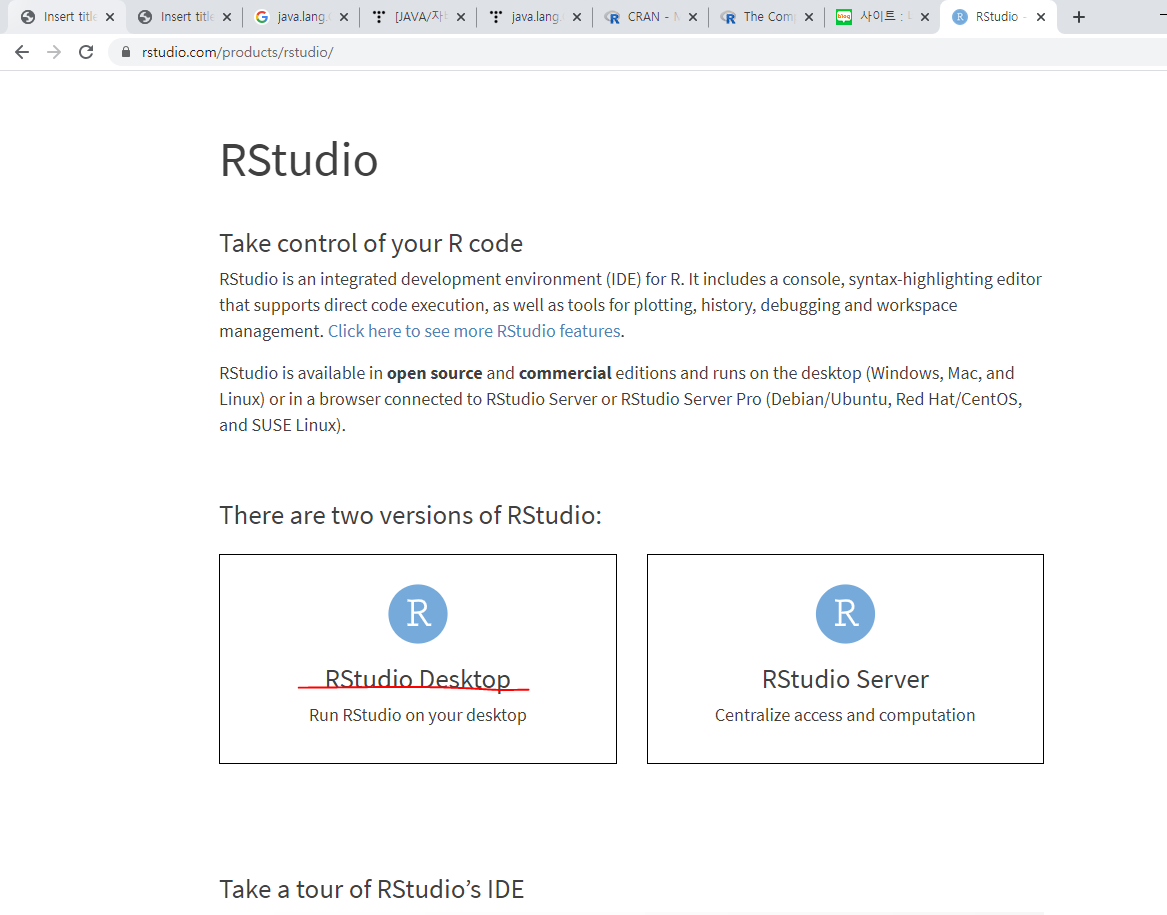 Insert title
Insert title
java.lang.
[JAVA/자
java.lang.
CRAN - M
The Comp
사이트 :
RStudio -
rstudio.com/products/rstudio/
RStudio
Take control of your R code
RStudio is an integrated development environment (IDE) for R. It includes a console, syntax-highlighting editor
that supports direct code execution, as well as tools for plotting, history, debugging and workspace
management. Click here to see more RStudio features.
RStudio is available in open source and commercial editions and runs on the desktop (Windows, Mac, and
Linux) or in a browser connected to RStudio Server or RStudio Server Pro (Debian/Ubuntu, Red Hat/CentOS,
and SUSE Linux).
There are two versions of RStudio:
R
RStudio Desktop
Run RStudio on your desktop
R
RStudio Server
Centralize access and computation
Take a tour of RStudio's IDE